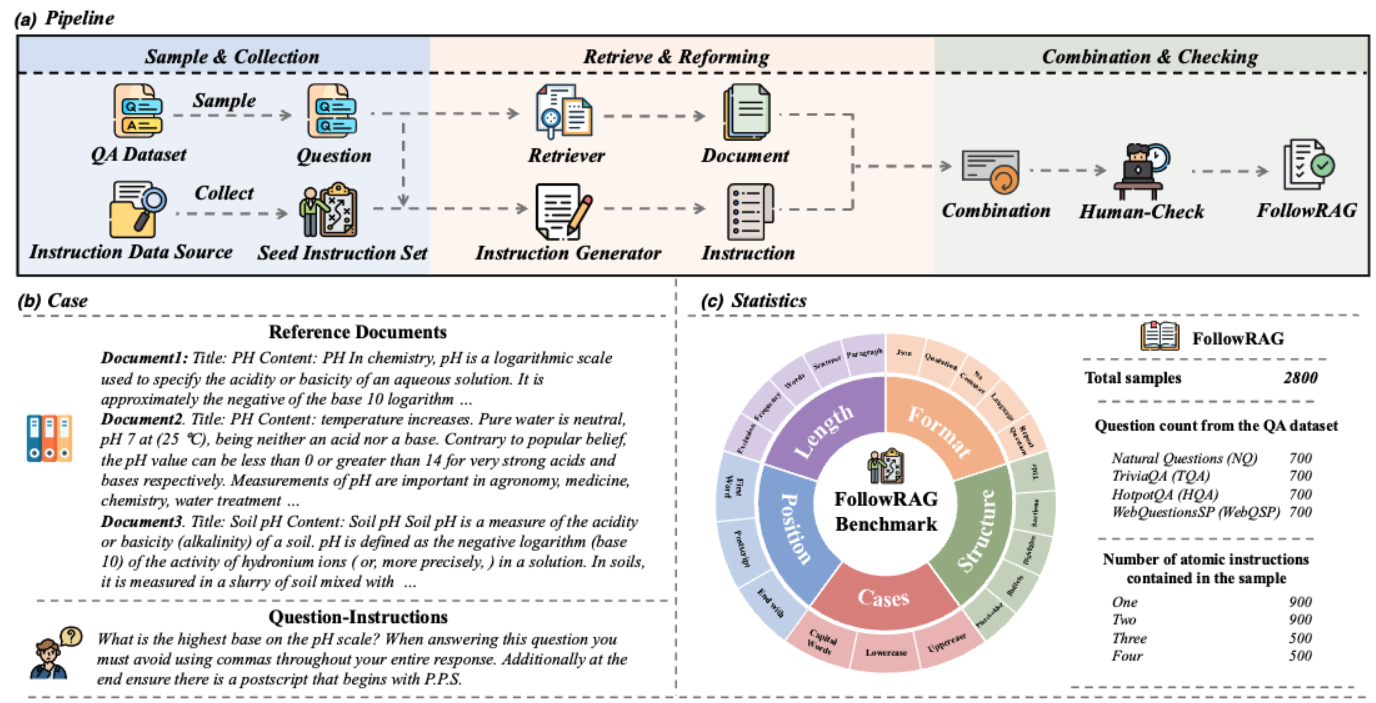 (a) Pipeline
Sample & Collection
Retrieve & Reforming
Combination & Checking
Sample
QA Dataset
Question
Retriever
Document
Collect
Instruction Data Source
Seed Instruction Set
Instruction Generator
Instruction
Combination
Human-Check
FollowRAG
(b) Case
Reference Documents
Document1: Title: PH Content: PH In chemistry, pH is a logarithmic scale
used to specify the acidity or basicity of an aqueous solution. It is
approximately the negative of the base 10 logarithm …
Document2. Title: PH Content: temperature increases. Pure water is neutral,
pH 7 at (25 ℃), being neither an acid nor a base. Contrary to popular belief,
the pH value can be less than 0 or greater than 14 for very strong acids and
bases respectively. Measurements of pH are important in agronomy, medicine,
chemistry, water treatment …
Document3. Title: Soil pH Content: Soil pH Soil pH is a measure of the acidity
or basicity (alkalinity) of a soil. pH is defined as the negative logarithm (base
10) of the activity of hydronium ions ( or, more precisely, ) in a solution. In soils,
it is measured in a slurry of soil mixed with …
Question-Instructions
What is the highest base on the pH scale? When answering this question you
must avoid using commas throughout your entire response. Additionally at the
end ensure there is a postscript that begins with P.P.S.
(c) Statistics
FollowRAG
Benchmark
Length
Format
Structure
Cases
Position
Existence
Frequency
Words
Sentence
Paragraph
Json
Quotation
No
Commas
Language
Repeat
Question
Title
Sections
Highlights
Bullets
Placeholder
Uppercase
Lowercase
Capital
Words
End with
Postscript
First
Word
FollowRAG
Total samples 2800
Question count from the QA dataset
Natural Questions (NQ) 700
TriviaQA (TQA) 700
HotpotQA (HQA) 700
WebQuestionsSP (WebQSP) 700
Number of atomic instructions
contained in the sample
One 900
Two 900
Three 500
Four 500